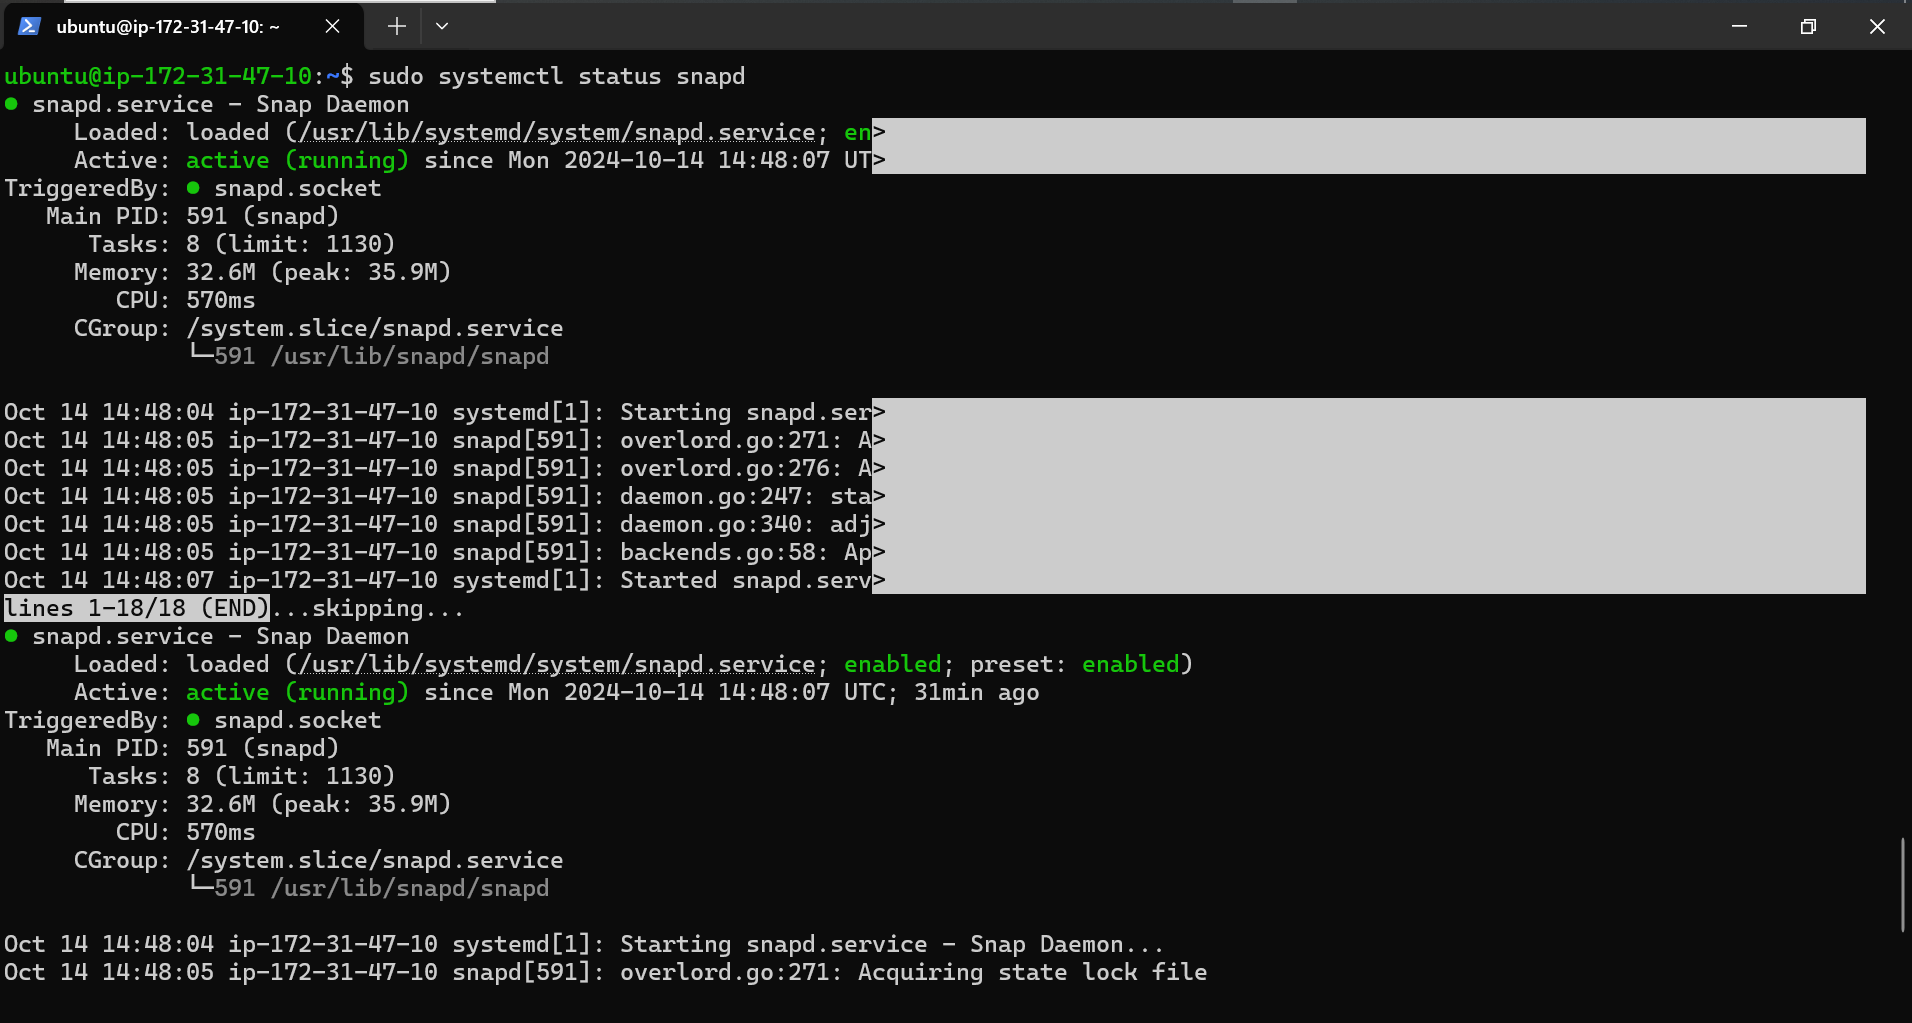 ubuntu@ip-172-31-47-10: ~
ubuntu@ip-172-31-47-10:~$ sudo systemctl status snapd
● snapd.service - Snap Daemon
     Loaded: loaded (/usr/lib/systemd/system/snapd.service; en>
     Active: active (running) since Mon 2024-10-14 14:48:07 UT>
TriggeredBy: ● snapd.socket
   Main PID: 591 (snapd)
      Tasks: 8 (limit: 1130)
     Memory: 32.6M (peak: 35.9M)
        CPU: 570ms
     CGroup: /system.slice/snapd.service
             └─591 /usr/lib/snapd/snapd

Oct 14 14:48:04 ip-172-31-47-10 systemd[1]: Starting snapd.ser>
Oct 14 14:48:05 ip-172-31-47-10 snapd[591]: overlord.go:271: A>
Oct 14 14:48:05 ip-172-31-47-10 snapd[591]: overlord.go:276: A>
Oct 14 14:48:05 ip-172-31-47-10 snapd[591]: daemon.go:247: sta>
Oct 14 14:48:05 ip-172-31-47-10 snapd[591]: daemon.go:340: adj>
Oct 14 14:48:05 ip-172-31-47-10 snapd[591]: backends.go:58: Ap>
Oct 14 14:48:07 ip-172-31-47-10 systemd[1]: Started snapd.serv>
lines 1-18/18 (END)...skipping...
● snapd.service - Snap Daemon
     Loaded: loaded (/usr/lib/systemd/system/snapd.service; enabled; preset: enabled)
     Active: active (running) since Mon 2024-10-14 14:48:07 UTC; 31min ago
TriggeredBy: ● snapd.socket
   Main PID: 591 (snapd)
      Tasks: 8 (limit: 1130)
     Memory: 32.6M (peak: 35.9M)
        CPU: 570ms
     CGroup: /system.slice/snapd.service
             └─591 /usr/lib/snapd/snapd

Oct 14 14:48:04 ip-172-31-47-10 systemd[1]: Starting snapd.service - Snap Daemon...
Oct 14 14:48:05 ip-172-31-47-10 snapd[591]: overlord.go:271: Acquiring state lock file